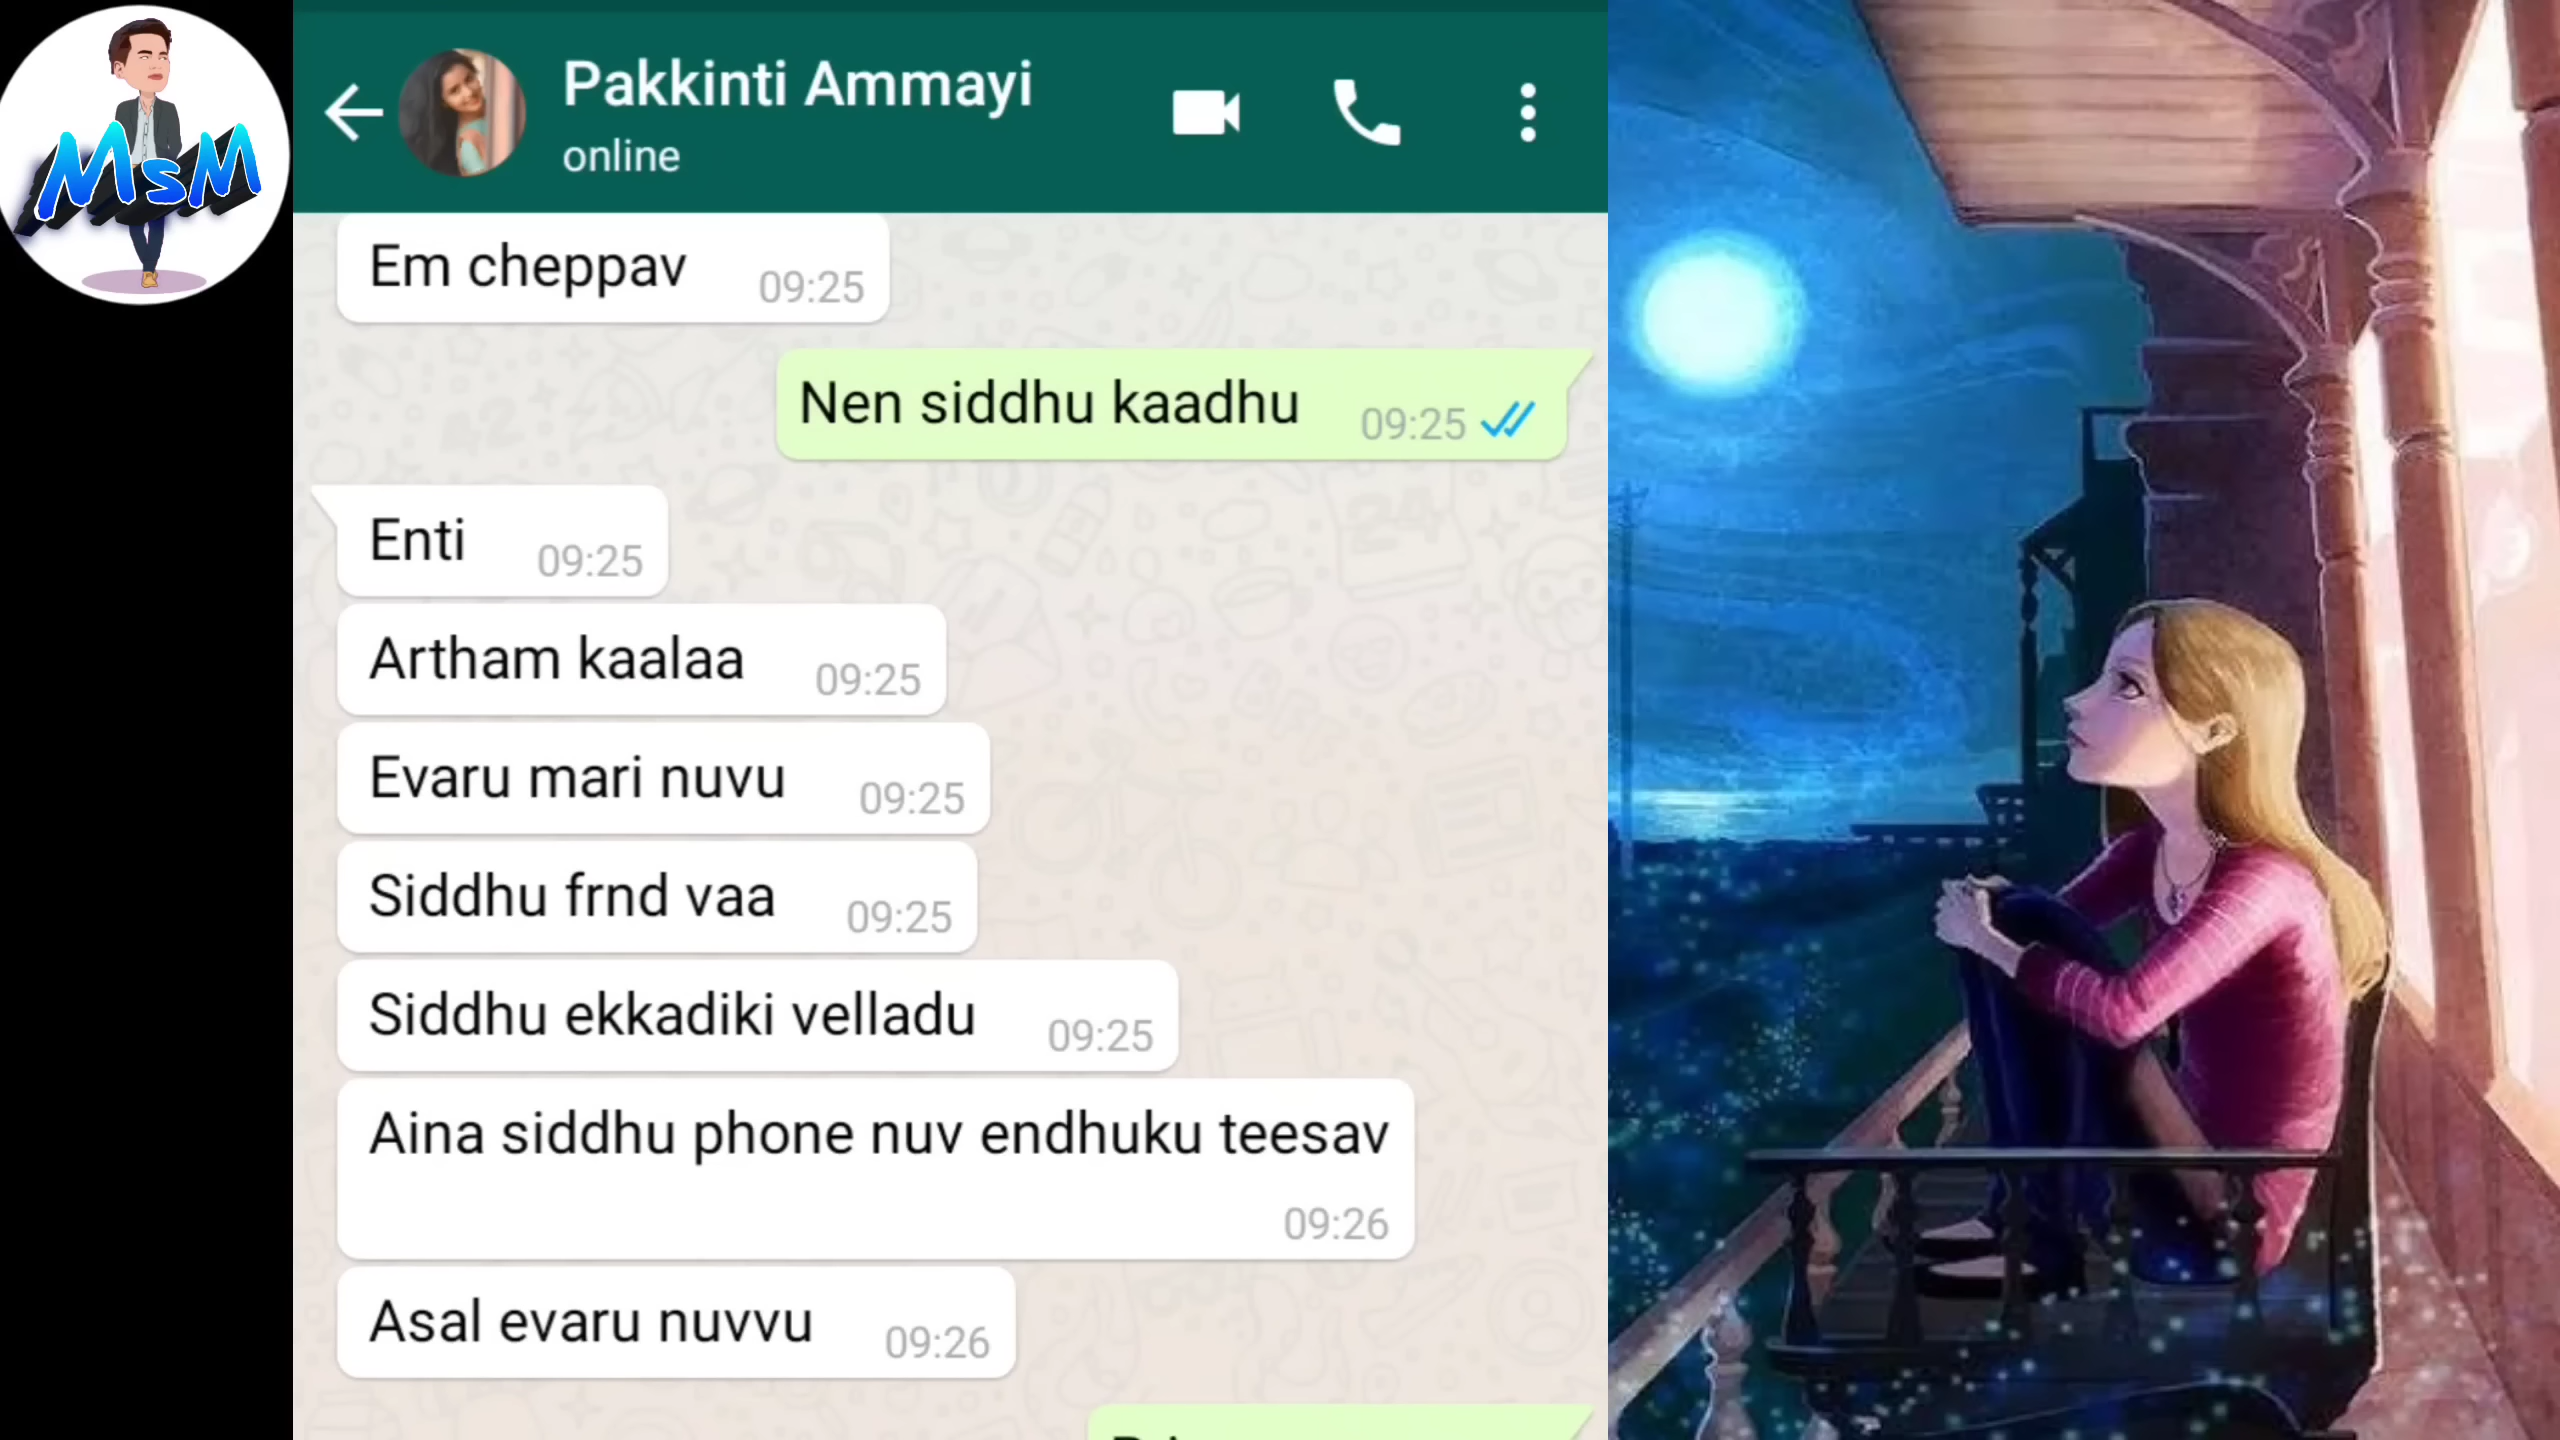 MsM
Pakkinti Ammayi
online
Em cheppav 09:25
Nen siddhu kaadhu 09:25
Enti 09:25
Artham kaalaa 09:25
Evaru mari nuvu 09:25
Siddhu frnd vaa 09:25
Siddhu ekkadiki velladu 09:25
Aina siddhu phone nuv endhuku teesav
09:26
Asal evaru nuvvu 09:26